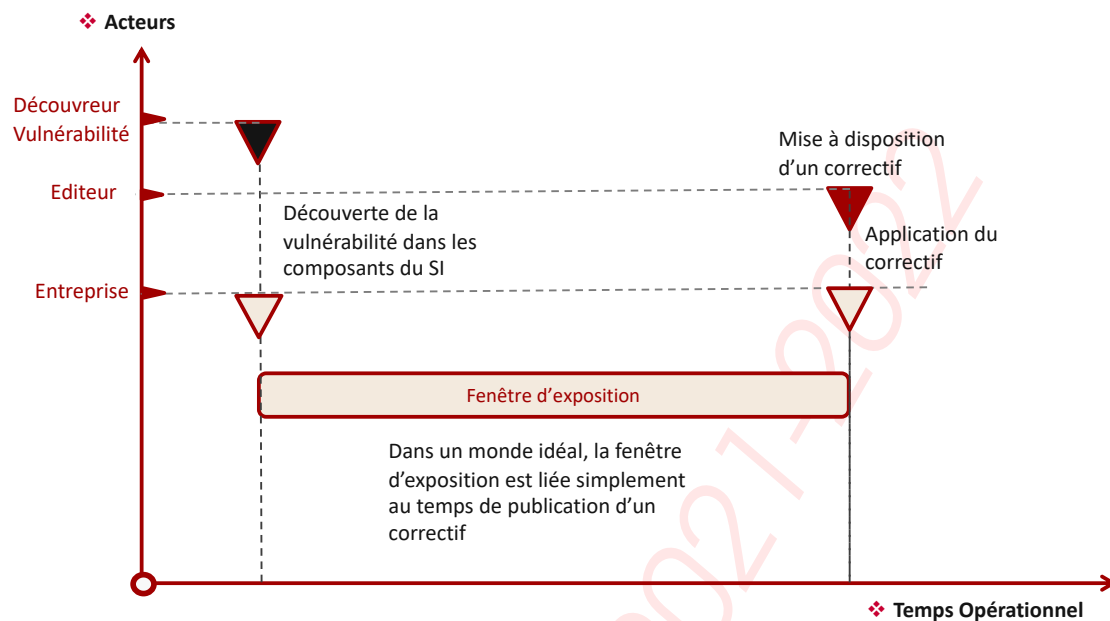 ❖ Acteurs
Découvreur
Vulnérabilité
Mise à disposition
d’un correctif
Editeur
Découverte de la
vulnérabilité dans les
composants du SI
Application du
correctif
Entreprise
Fenêtre d’exposition
Dans un monde idéal, la fenêtre
d’exposition est liée simplement
au temps de publication d’un
correctif
❖ Temps Opérationnel
2021-2022